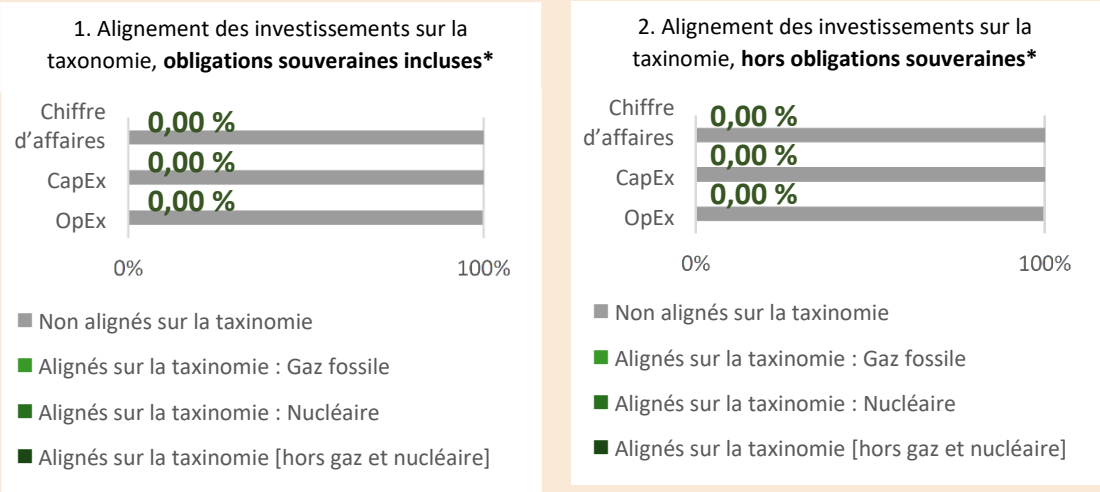 1. Alignement des investissements sur la
taxonomie, obligations souveraines incluses*
Chiffre
d'affaires
0,00 %
CapEx
0,00 %
OpEx
0,00 %
0%
100%
Non alignés sur la taxinomie
Alignés sur la taxinomie : Gaz fossile
Alignés sur la taxinomie : Nucléaire
Alignés sur la taxinomie [hors gaz et nucléaire]
2. Alignement des investissements sur la
taxinomie, hors obligations souveraines*
Chiffre
d'affaires
0,00 %
CapEx
0,00 %
OpEx
0,00 %
0%
100%
Non alignés sur la taxinomie
Alignés sur la taxinomie : Gaz fossile
Alignés sur la taxinomie : Nucléaire
Alignés sur la taxinomie [hors gaz et nucléaire]